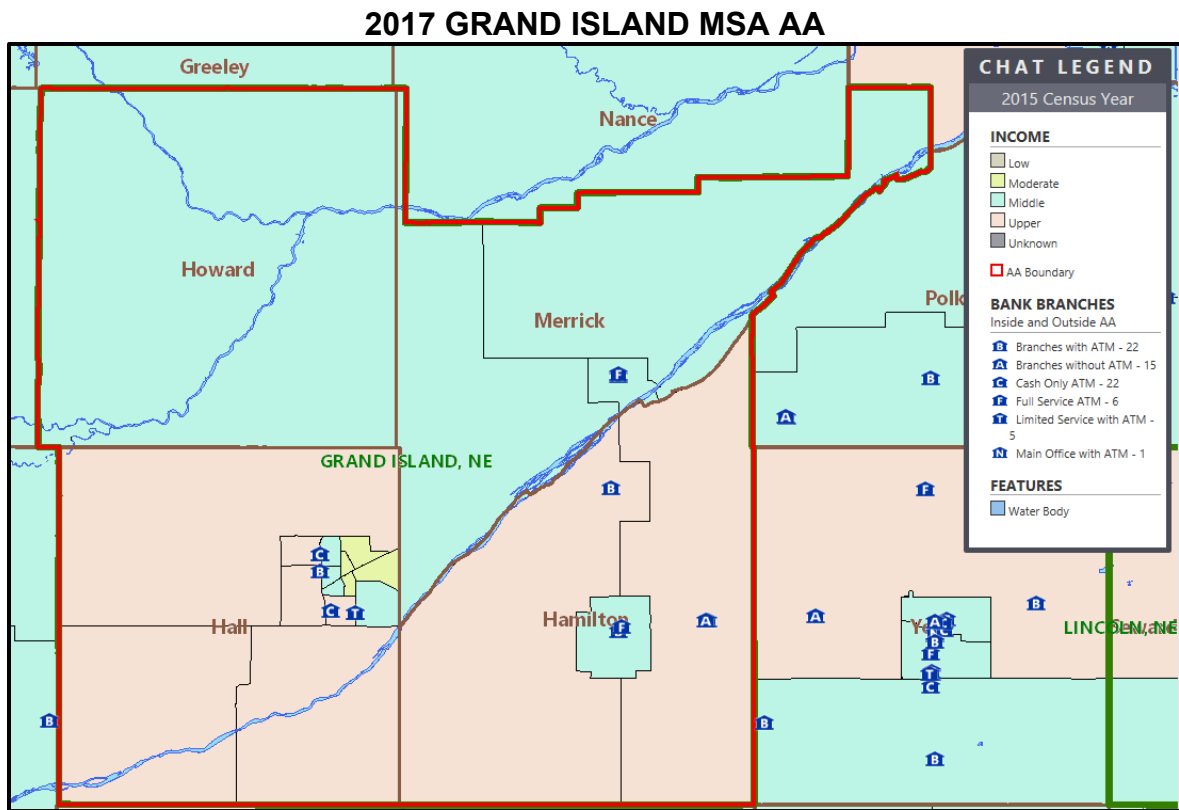 2017 GRAND ISLAND MSA AA
Greeley
Nance
Howard
Merrick
Polk
GRAND ISLAND, NE
Hall
Hamilton
LINCOLN, NE
CHAT LEGEND
2015 Census Year
INCOME
Low
Moderate
Middle
Upper
Unknown
AA Boundary
BANK BRANCHES
Inside and Outside AA
B Branches with ATM - 22
A Branches without ATM - 15
C Cash Only ATM - 22
F Full Service ATM - 6
T Limited Service with ATM -
5
N Main Office with ATM - 1
FEATURES
Water Body
F
B
A
B
F
C
B
C
T
F
A
A
B
A
B
F
T
C
B
B
B